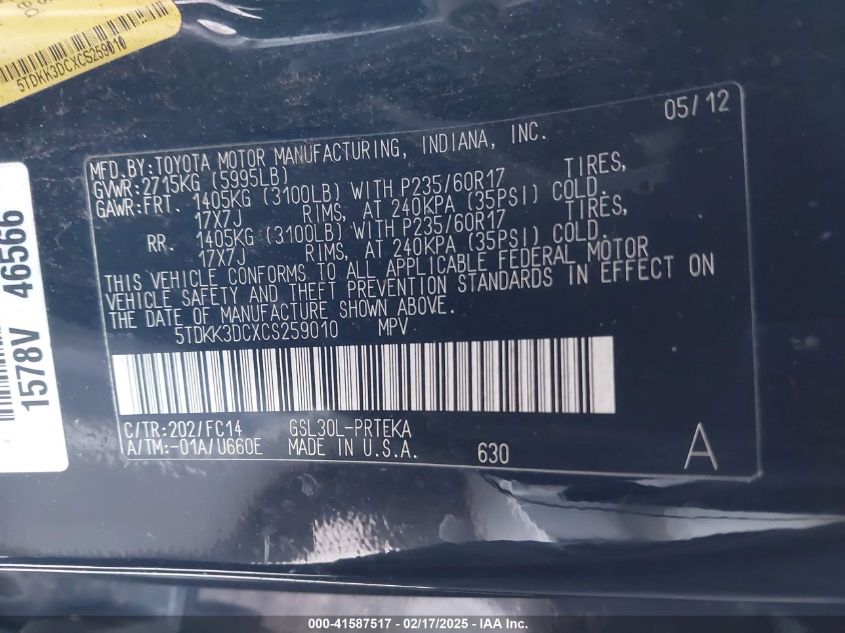 5TDKK3DCXCS259010
1578V 46566
05/12
MFD.BY:TOYOTA MOTOR MANUFACTURING, INDIANA, INC.
GVWR:2715KG (5995LB)
GAWR:FRT. 1405KG (3100LB) WITH P235/60R17 TIRES,
17X7J RIMS, AT 240KPA (35PSI) COLD.
RR. 1405KG (3100LB) WITH P235/60R17 TIRES,
17X7J RIMS, AT 240KPA (35PSI) COLD.
THIS VEHICLE CONFORMS TO ALL APPLICABLE FEDERAL MOTOR
VEHICLE SAFETY AND THEFT PREVENTION STANDARDS IN EFFECT ON
THE DATE OF MANUFACTURE SHOWN ABOVE.
5TDKK3DCXCS259010 MPV
C/TR:202/FC14 GSL30L-PRTEKA
A/TM:-01A/U660E MADE IN U.S.A. 630 A
000-41587517 - 02/17/2025 - IAA Inc.